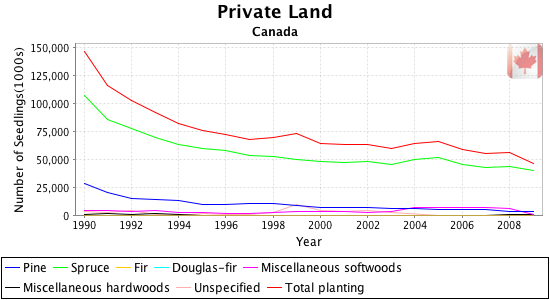 Private Land
Canada
Number of Seedlings(1000s)
150,000
125,000
100,000
75,000
50,000
25,000
0
1990 1992 1994 1996 1998 2000 2002 2004 2006 2008
Year
Pine Spruce Fir Douglas-fir Miscellaneous softwoods
Miscellaneous hardwoods Unspecified Total planting